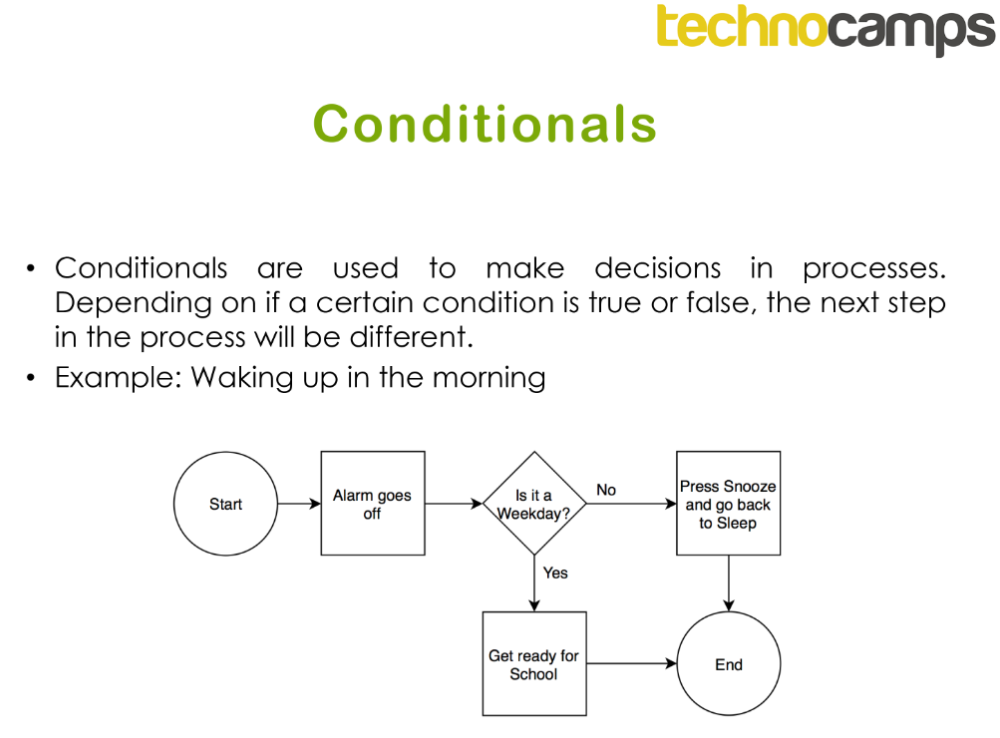 technocamps
Conditionals
• Conditionals are used to make decisions in processes.
Depending on if a certain condition is true or false, the next step
in the process will be different.
• Example: Waking up in the morning
Start
Alarm goes
off
Is it a
Weekday?
No
Press Snooze
and go back
to Sleep
Yes
Get ready for
School
End